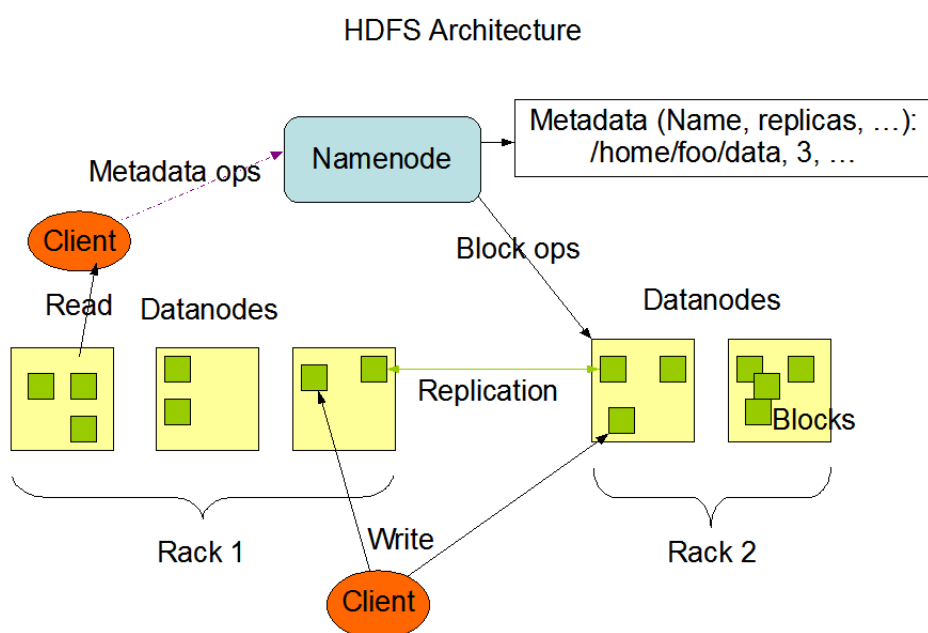 HDFS Architecture
Metadata (Name, replicas, …):
/home/foo/data, 3, …
Namenode
Metadata ops
Client
Block ops
Read
Datanodes
Datanodes
Replication
Blocks
Rack 1
Write
Rack 2
Client